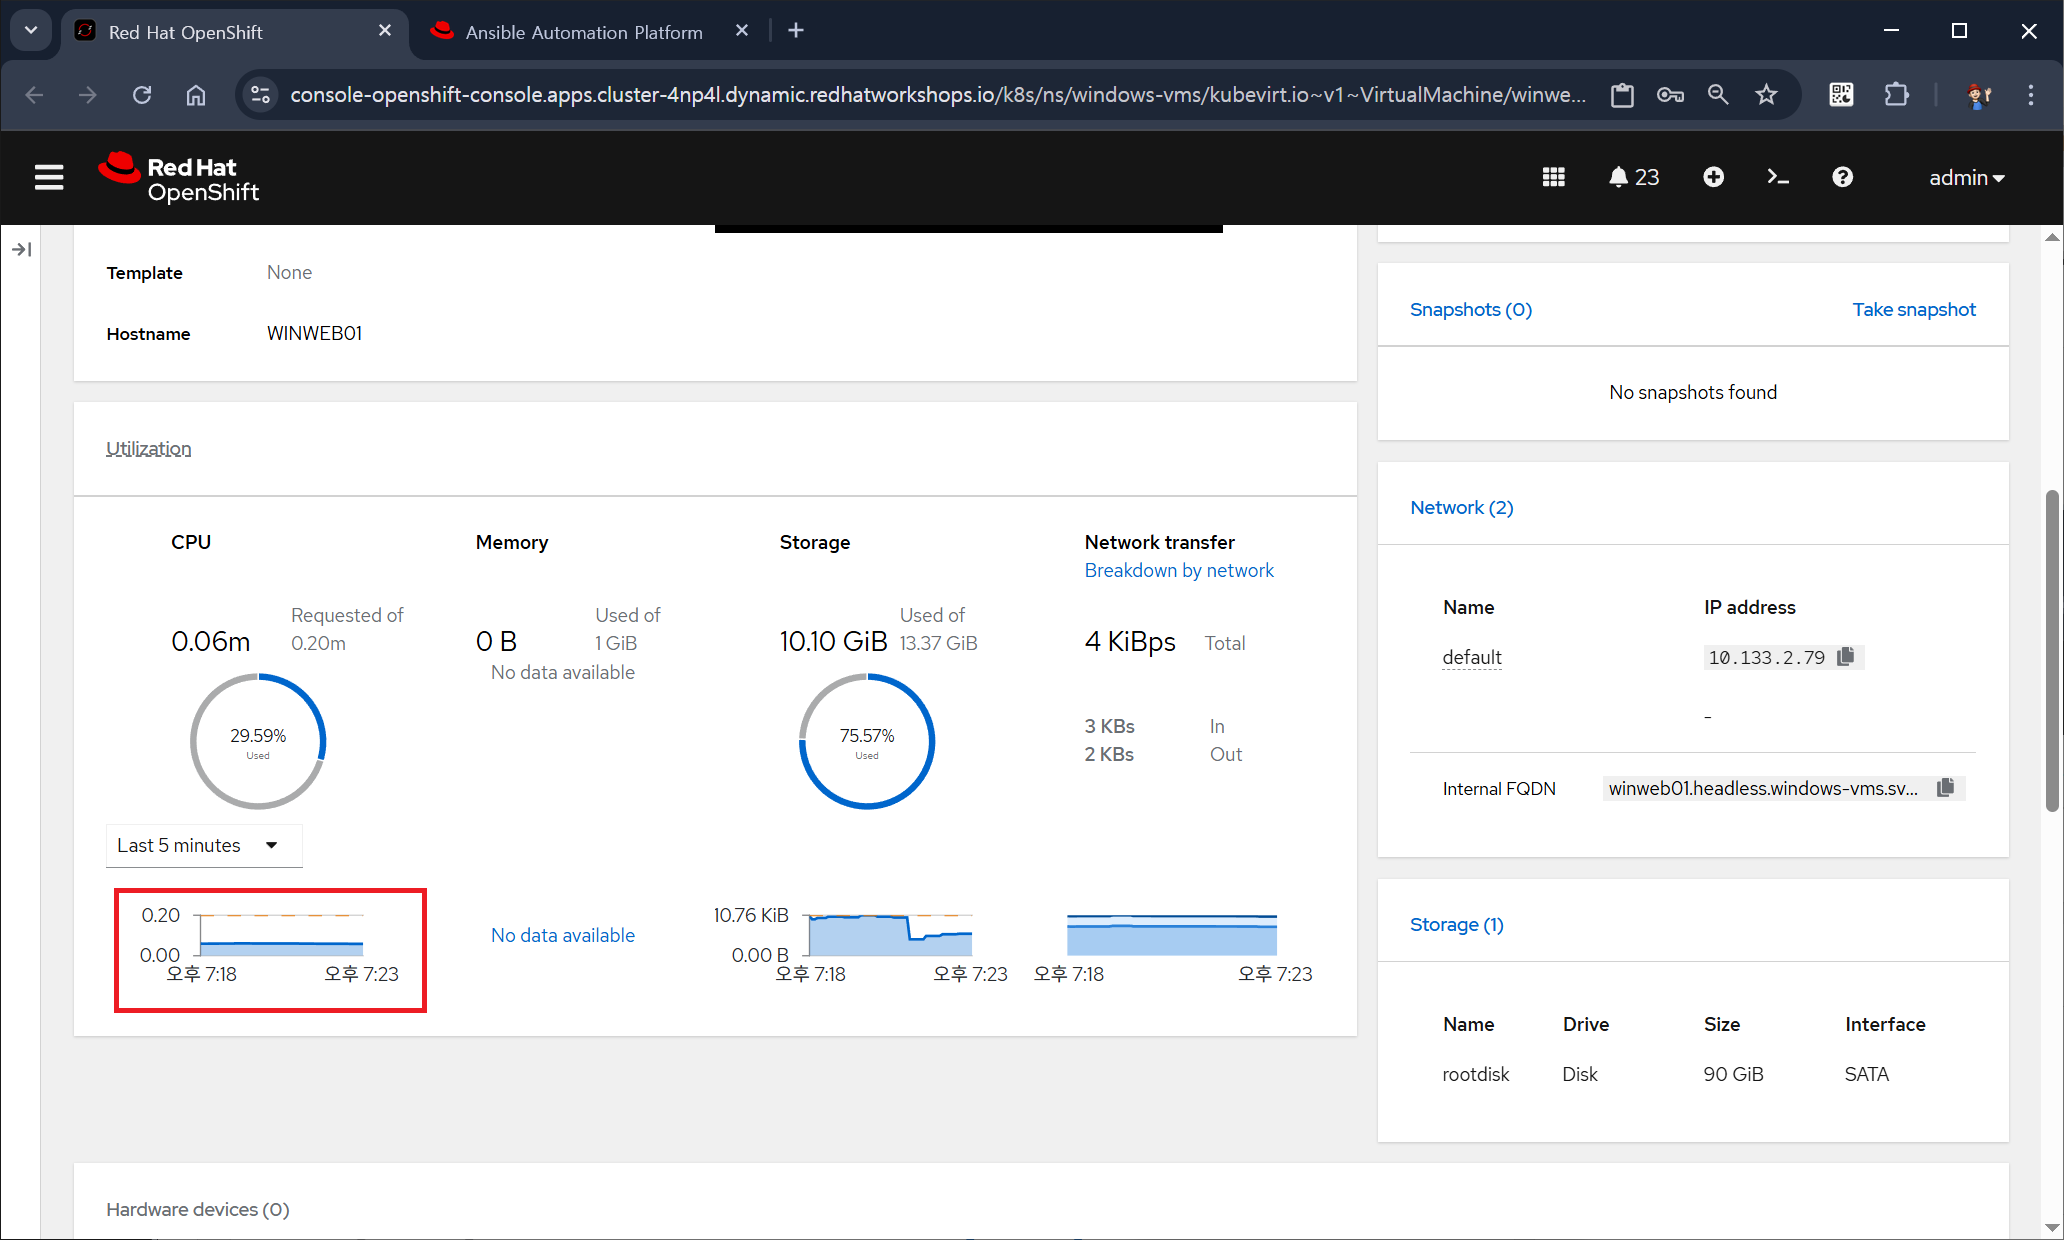 Red Hat OpenShift
Ansible Automation Platform
console-openshift-console.apps.cluster-4np4l.dynamic.redhatworkshops.io/k8s/ns/windows-vms/kubevirt.io~v1~VirtualMachine/winwe...
Red Hat
OpenShift
23
admin
Template None
Hostname WINWEB01
Utilization
CPU
0.06m Requested of
0.20m
29.59%
Used
Memory
0 B Used of
1 GiB
No data available
Storage
10.10 GiB Used of
13.37 GiB
75.57%
Used
Network transfer
Breakdown by network
4 KiBps Total
3 KBs In
2 KBs Out
Last 5 minutes
0.20
0.00
오후 7:18 오후 7:23
No data available
10.76 KiB
0.00 B
오후 7:18 오후 7:23
오후 7:18 오후 7:23
Snapshots (0) Take snapshot
No snapshots found
Network (2)
Name IP address
default 10.133.2.79
-
Internal FQDN winweb01.headless.windows-vms.sv...
Storage (1)
Name Drive Size Interface
rootdisk Disk 90 GiB SATA
Hardware devices (0)